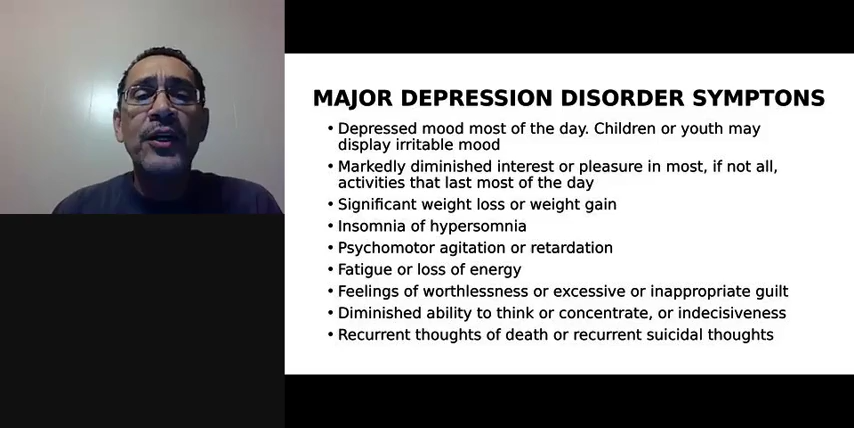 MAJOR DEPRESSION DISORDER SYMPTONS
• Depressed mood most of the day. Children or youth may
display irritable mood
• Markedly diminished interest or pleasure in most, if not all,
activities that last most of the day
• Significant weight loss or weight gain
• Insomnia of hypersomnia
• Psychomotor agitation or retardation
• Fatigue or loss of energy
• Feelings of worthlessness or excessive or inappropriate guilt
• Diminished ability to think or concentrate, or indecisiveness
• Recurrent thoughts of death or recurrent suicidal thoughts